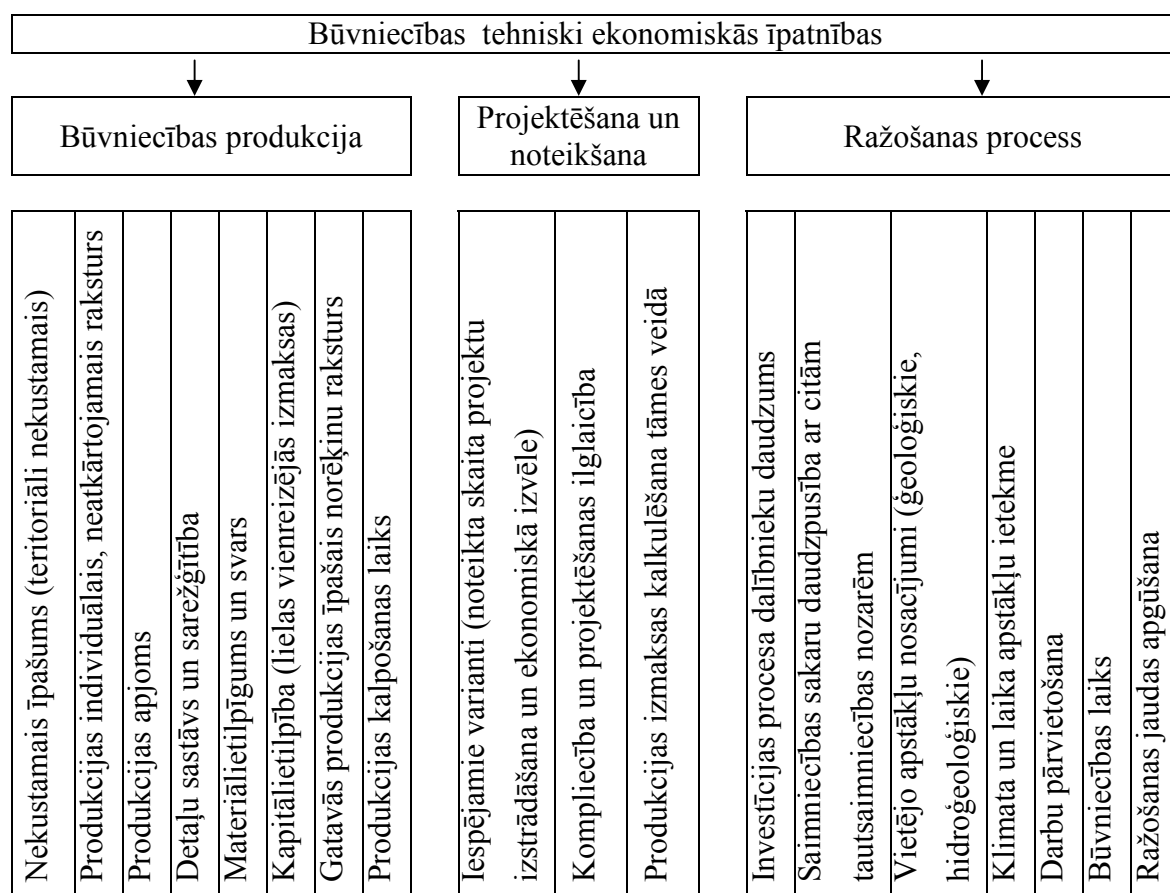 Būvniecības tehniski ekonomiskās īpatnības
Būvniecības produkcija
Projektēšana un
noteikšana
Ražošanas process
Nekustamais īpašums (teritoriāli nekustamais)
Produkcijas individuālais, neatkārtojamais raksturs
Produkcijas apjoms
Detaļu sastāvs un sarežģītība
Materiālietilpīgums un svars
Kapitālietilpība (lielas vienreizējās izmaksas)
Gatavās produkcijas īpašais norēķinu raksturs
Produkcijas kalpošanas laiks
Iespējamie varianti (noteikta skaita projektu
izstrādāšana un ekonomiskā izvēle)
Kompliecība un projektēšanas ilglaicība
Produkcijas izmaksas kalkulēšana tāmes veidā
Investīcijas procesa dalībnieku daudzums
Saimniecības sakaru daudzpusība ar citām
tautsaimniecības nozarēm
Vietējo apstākļu nosacījumi (ģeoloģiskie,
hidroģeoloģiskie)
Klimata un laika apstākļu ietekme
Darbu pārvietošana
Būvniecības laiks
Ražošanas jaudas apgūšana